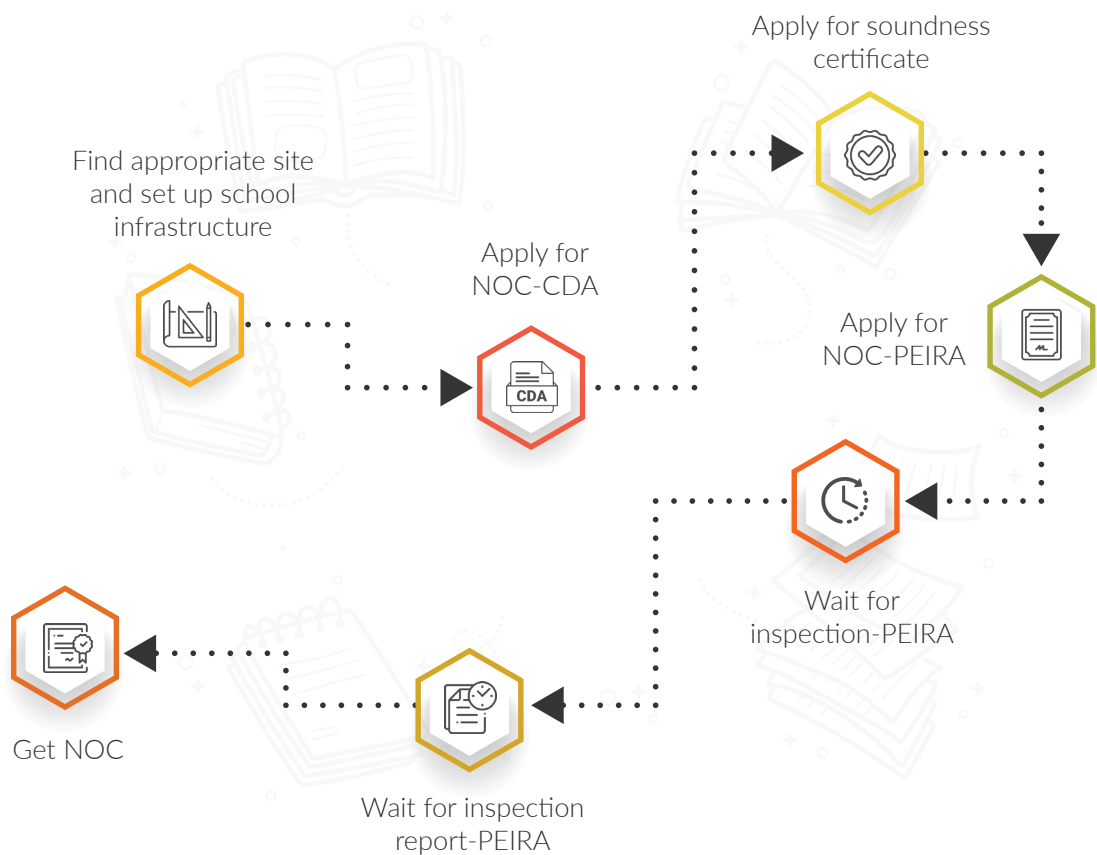 Find appropriate site
and set up school
infrastructure
Apply for
NOC-CDA
CDA
Apply for soundness
certificate
Apply for
NOC-PEIRA
Wait for
inspection-PEIRA
Wait for inspection
report-PEIRA
Get NOC